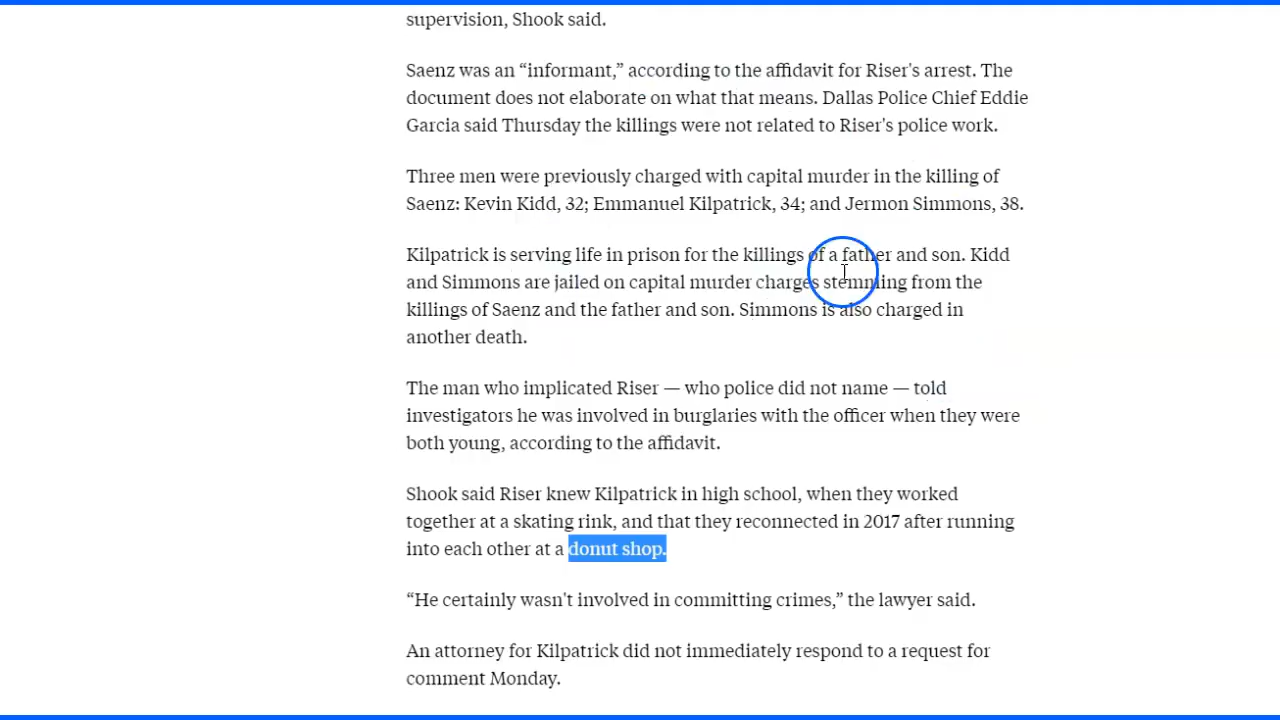 supervision, Shook said.
Saenz was an “informant,” according to the affidavit for Riser's arrest. The
document does not elaborate on what that means. Dallas Police Chief Eddie
Garcia said Thursday the killings were not related to Riser's police work.
Three men were previously charged with capital murder in the killing of
Saenz: Kevin Kidd, 32; Emmanuel Kilpatrick, 34; and Jermon Simmons, 38.
Kilpatrick is serving life in prison for the killings of a father and son. Kidd
and Simmons are jailed on capital murder charges stemming from the
killings of Saenz and the father and son. Simmons is also charged in
another death.
The man who implicated Riser — who police did not name — told
investigators he was involved in burglaries with the officer when they were
both young, according to the affidavit.
Shook said Riser knew Kilpatrick in high school, when they worked
together at a skating rink, and that they reconnected in 2017 after running
into each other at a donut shop.
“He certainly wasn't involved in committing crimes,” the lawyer said.
An attorney for Kilpatrick did not immediately respond to a request for
comment Monday.